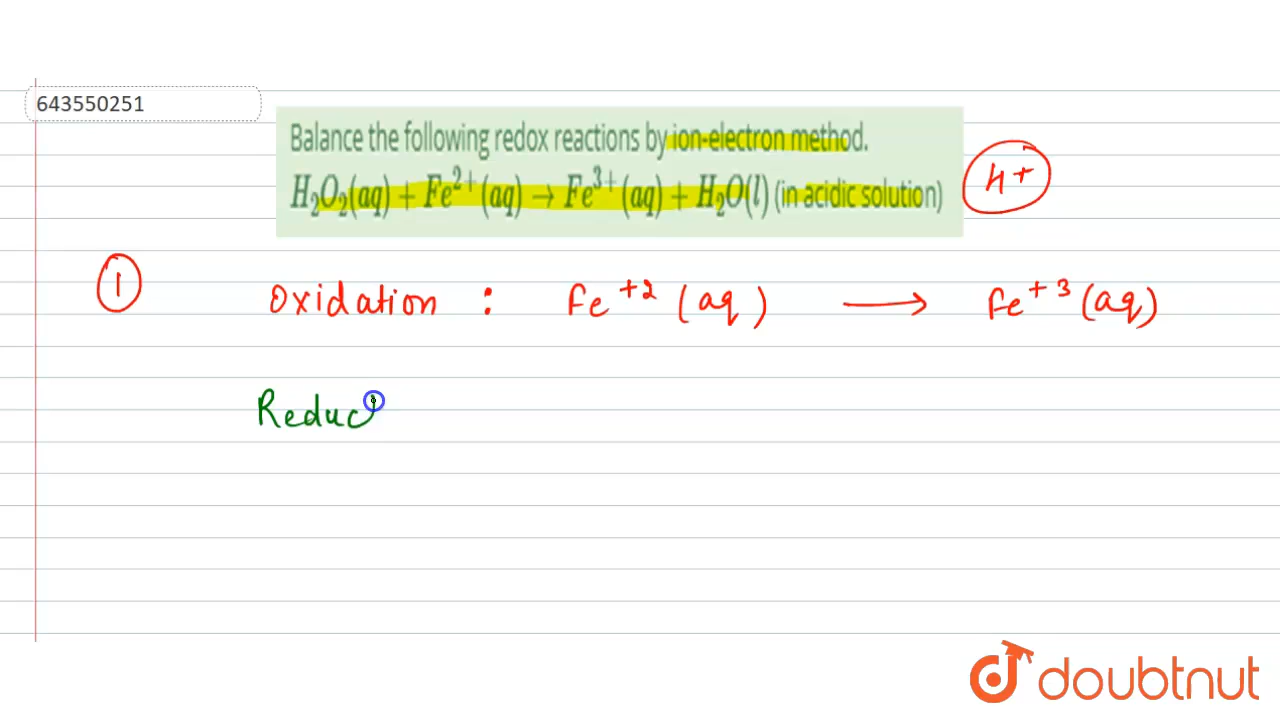 643550251
Balance the following redox reactions by ion-electron method.
H₂O₂(aq) + Fe²⁺(aq) → Fe³⁺(aq) + H₂O(l) (in acidic solution)
H+
1
Oxidation : Fe⁺² (aq) → Fe⁺³ (aq)
Reduc
doubtnut